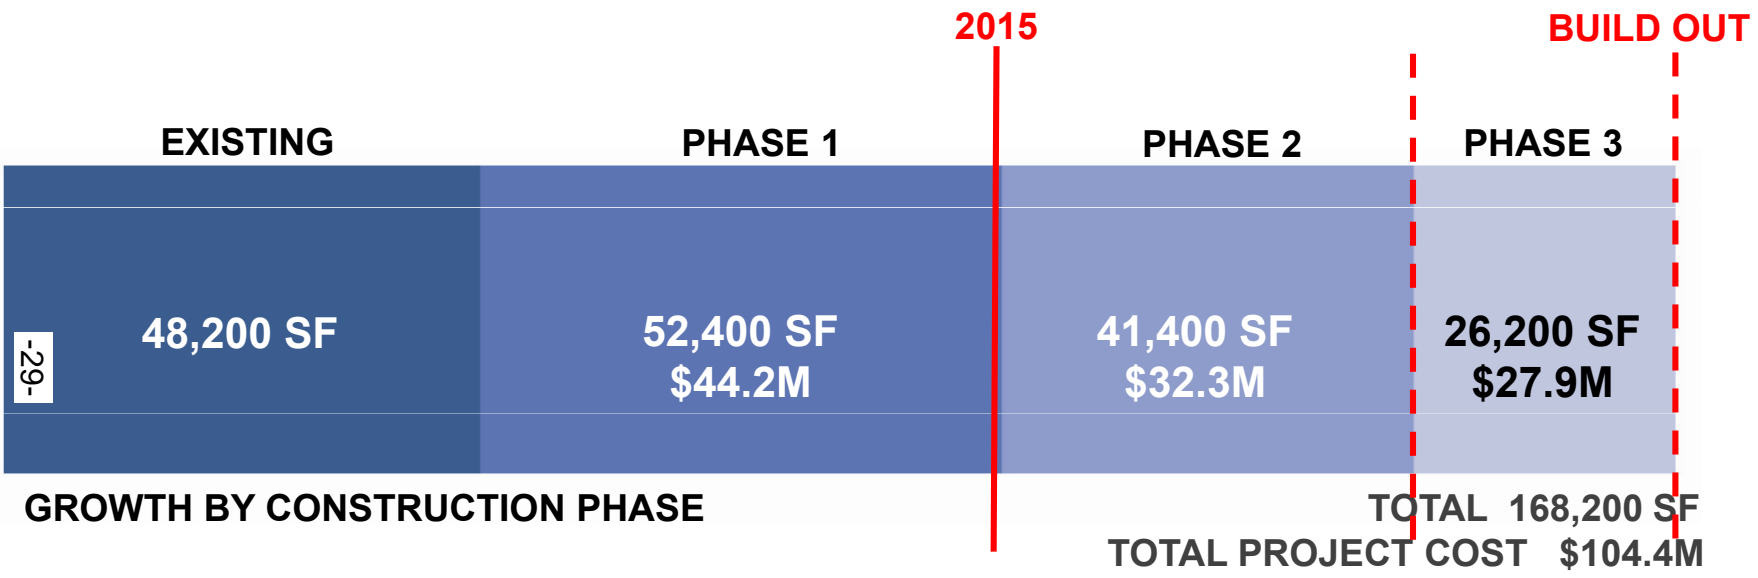 2015
BUILD OUT
EXISTING
PHASE 1
PHASE 2
PHASE 3
48,200 SF
52,400 SF
$44.2M
41,400 SF
$32.3M
26,200 SF
$27.9M
-29-
GROWTH BY CONSTRUCTION PHASE
TOTAL 168,200 SF
TOTAL PROJECT COST $104.4M